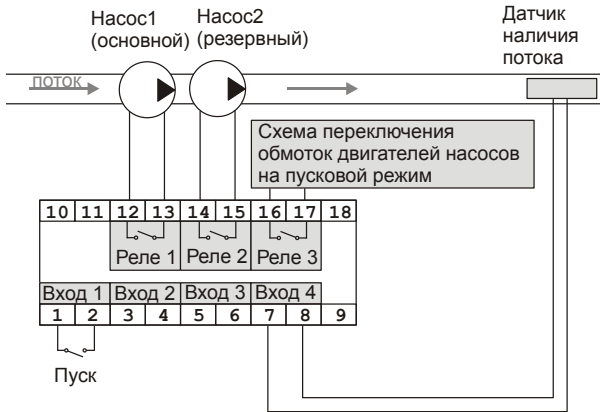 Насос1
(основной)
Насос2
(резервный)
Датчик
наличия
потока
поток
Схема переключения
обмоток двигателей насосов
на пусковой режим
10 11 12 13 14 15 16 17 18
Реле 1 Реле 2 Реле 3
Вход 1 Вход 2 Вход 3 Вход 4
1 2 3 4 5 6 7 8 9
Пуск